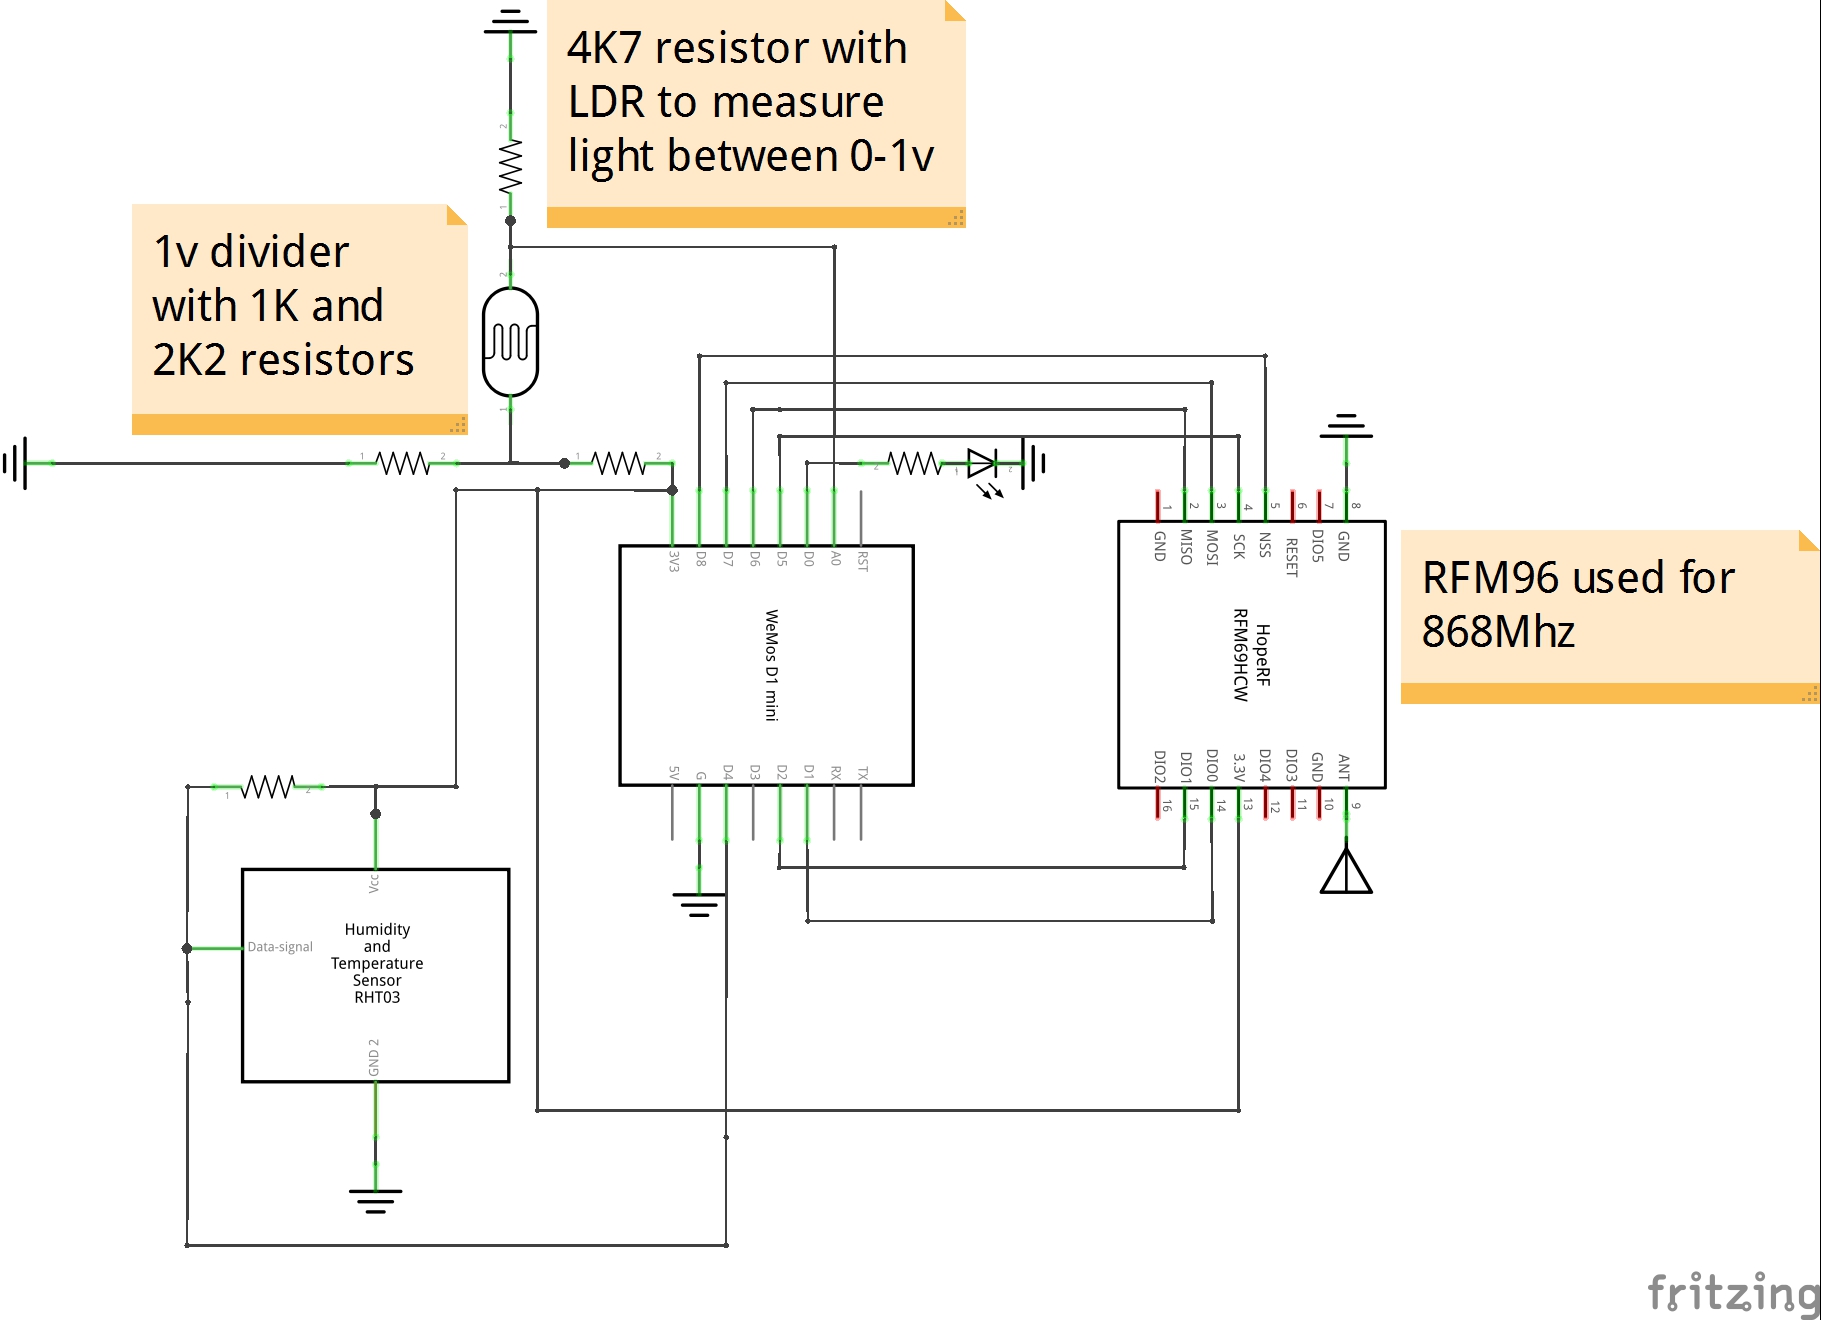 4K7 resistor with
LDR to measure
light between 0-1v
1v divider
with 1K and
2K2 resistors
2
1
2
1
1
2
1
2
2
1
2
3V3
D8
D7
D6
D5
D0
A0
RST
WeMos D1 mini
5V
G
D4
D3
D2
D1
RX
TX
1
2
3
4
5
6
7
8
GND
MISO
MOSI
SCK
NSS
RESET
DIO5
GND
HopeRF
RFM69HCW
DIO2
DIO1
DIO0
3.3V
DIO4
DIO3
GND
ANT
16
15
14
13
12
11
10
9
RFM96 used for
868Mhz
1
2
Vcc
Data-signal
Humidity
and
Temperature
Sensor
RHT03
GND 2
fritzing